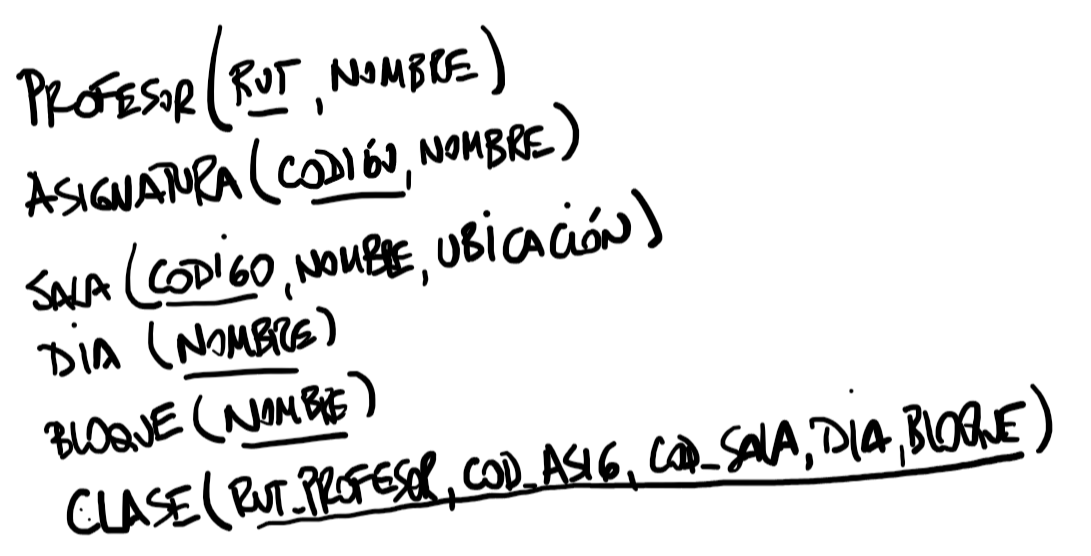 PROFESOR(RUT, NOMBRE)
ASIGNATURA(CODIGO, NOMBRE)
SALA(CODIGO, NOMBRE, UBICACIÓN)
DIA (NOMBRE)
BLOQUE(NOMBRE)
CLASE(RUT_PROFESOR, COD_ASIG, COD_SALA, DIA, BLOQUE)